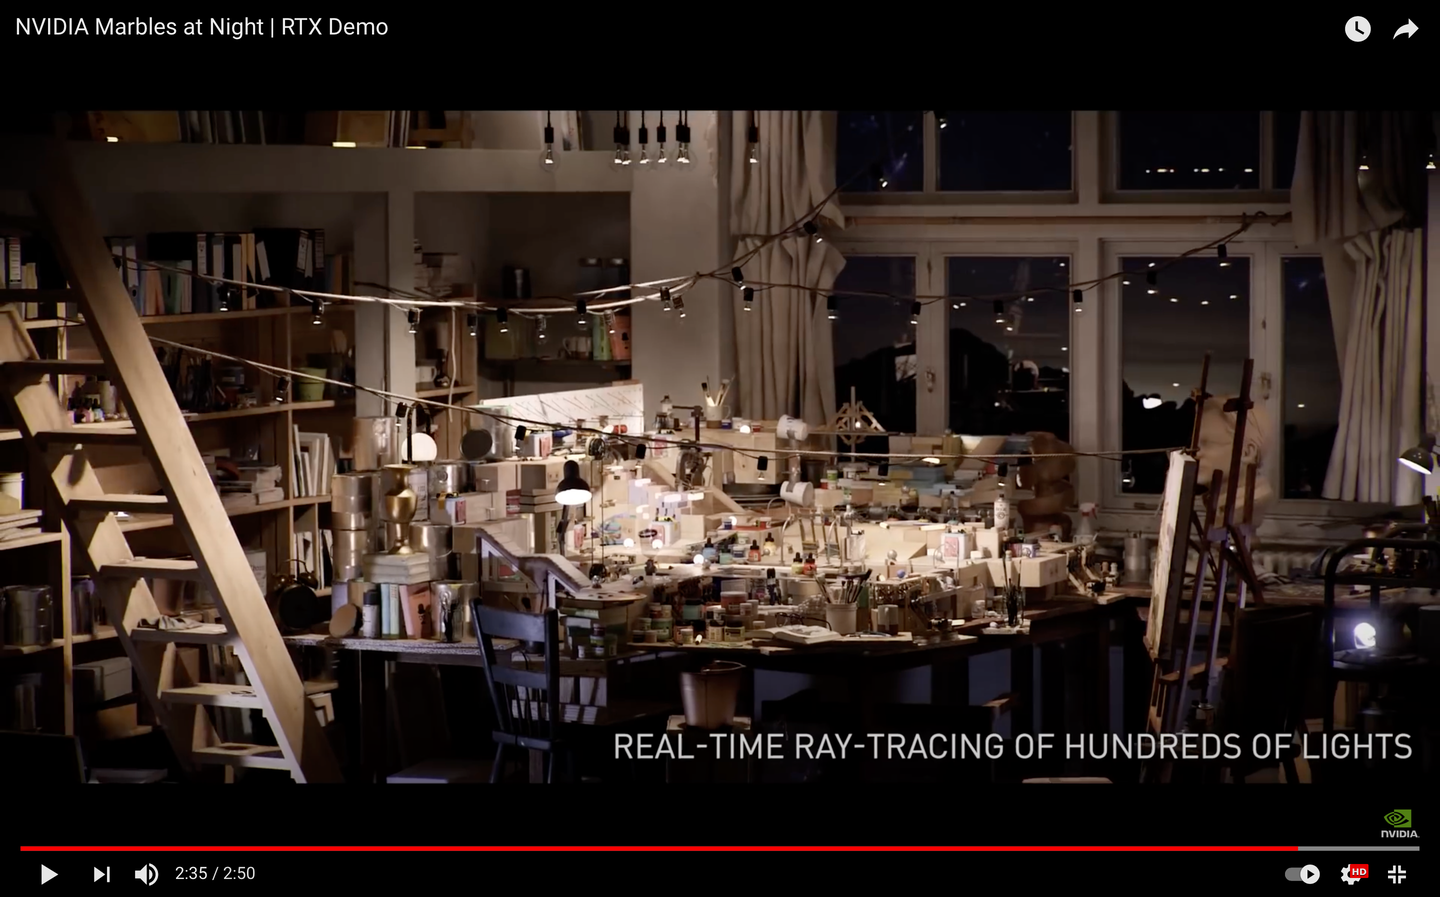 NVIDIA Marbles at Night | RTX Demo
REAL-TIME RAY-TRACING OF HUNDREDS OF LIGHTS
NVIDIA.
2:35 / 2:50
HD